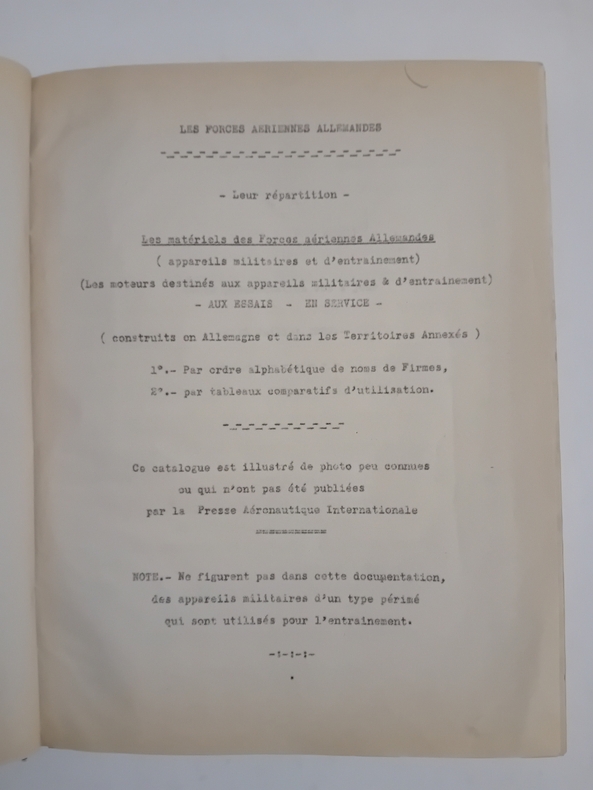 LES FORCES AERIENNES ALLEMANDES
- Leur répartition -
Les matériels des Forces aériennes Allemandes
( appareils militaires et d'entrainement)
(Les moteurs destinés aux appareils militaires & d'entrainement)
- AUX ESSAIS - EN SERVICE -
( construits en Allemagne et dans les Territoires Annexés )
1°.- Par ordre alphabétique de noms de Firmes,
2°.- par tableaux comparatifs d'utilisation.
Ce catalogue est illustré de photo peu connues
ou qui n'ont pas été publiées
par la Presse Aéronautique Internationale
==========
NOTE.- Ne figurent pas dans cette documentation,
des appareils militaires d'un type périmé
qui sont utilisés pour l'entrainement.
-:-:-:-